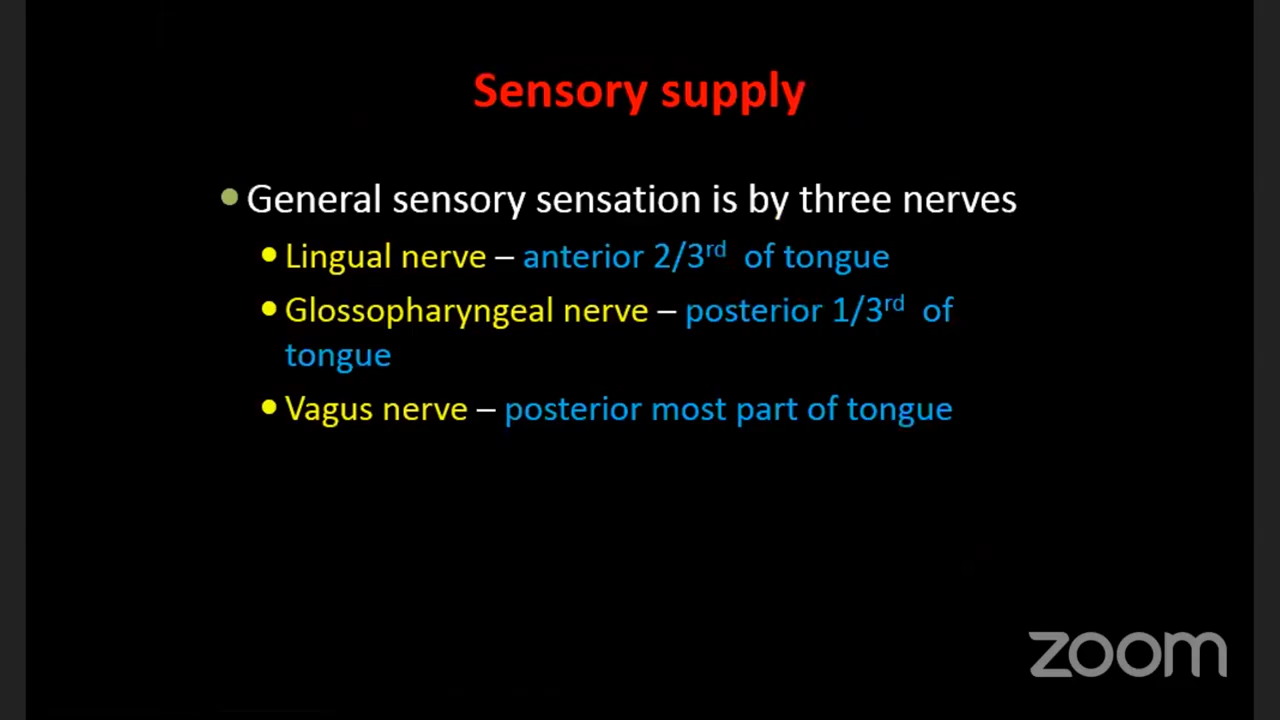 Sensory supply
General sensory sensation is by three nerves
Lingual nerve – anterior 2/3rd of tongue
Glossopharyngeal nerve – posterior 1/3rd of
tongue
Vagus nerve – posterior most part of tongue
zoom